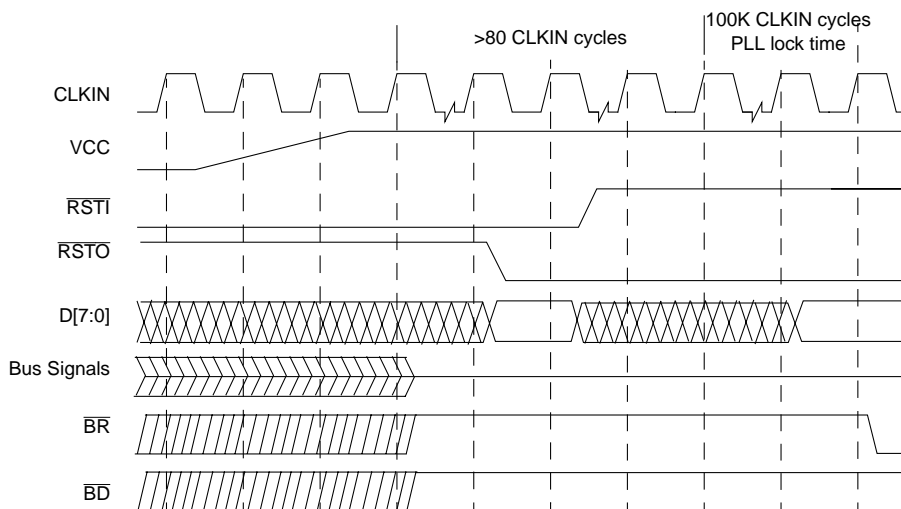 >80 CLKIN cycles
100K CLKIN cycles
PLL lock time
CLKIN
VCC
RSTI
RSTO
D[7:0]
Bus Signals
BR
BD